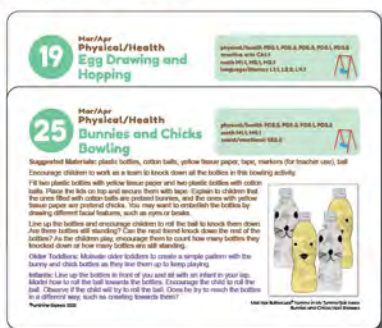 19
Mar/Apr
Physical/Health
Egg Drawing and
Hopping
25
Mar/Apr
Physical/Health
Bunnies and Chicks
Bowling
Suggested Materials: plastic bottles, cotton balls, yellow tissue paper, tape, markers (for teacher use), ball
Encourage children to work as a team to knock down all the bottles in this bowling activity.
Fill two plastic bottles with yellow tissue paper and two plastic bottles with cotton
balls. Place the lids on top and secure them with tape. Explain to children that
the ones filled with cotton balls are pretend bunnies, and the ones with yellow
tissue paper are pretend chicks. You may want to embellish the bottles by
drawing different facial features, such as eyes or beaks.
Line up the bottles and encourage children to roll the ball to knock them down.
Are there bottles still standing? Can the next friend knock down the rest of the
bottles? As the children play, encourage them to count how many bottles they
knocked down or how many bottles are still standing.
Older Toddlers: Motivate older toddlers to create a simple pattern with the
bunny and chick bottles as they line them up to keep playing.
Infants: Line up the bottles in front of you and sit with an infant in your lap.
Model how to roll the ball towards the bottles. Encourage the child to roll the
ball. Observe if the child will try to roll the ball. Does he try to reach the bottles
in a different way, such as crawling towards them?
Bunnies and Chicks